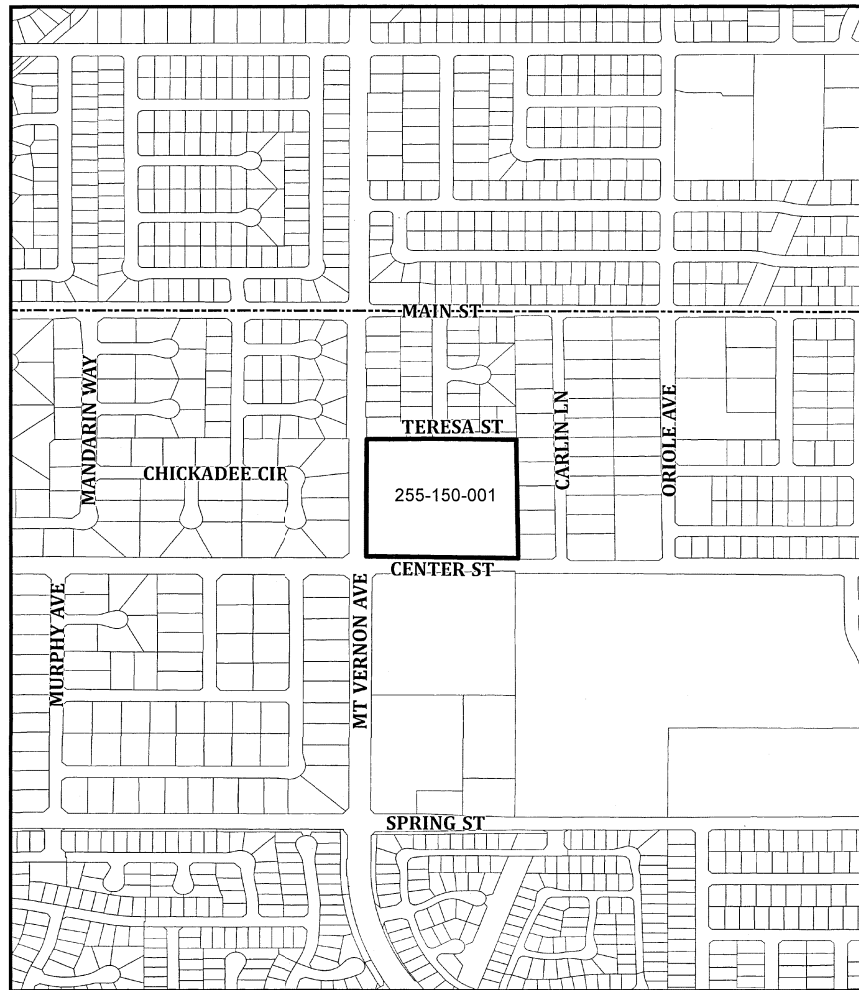 MAIN ST
MANDARIN WAY
TERESA ST
CARLIN LN
ORIOLE AVE
CHICKADEE CIR
255-150-001
CENTER ST
MURPHY AVE
MT VERNON AVE
SPRING ST